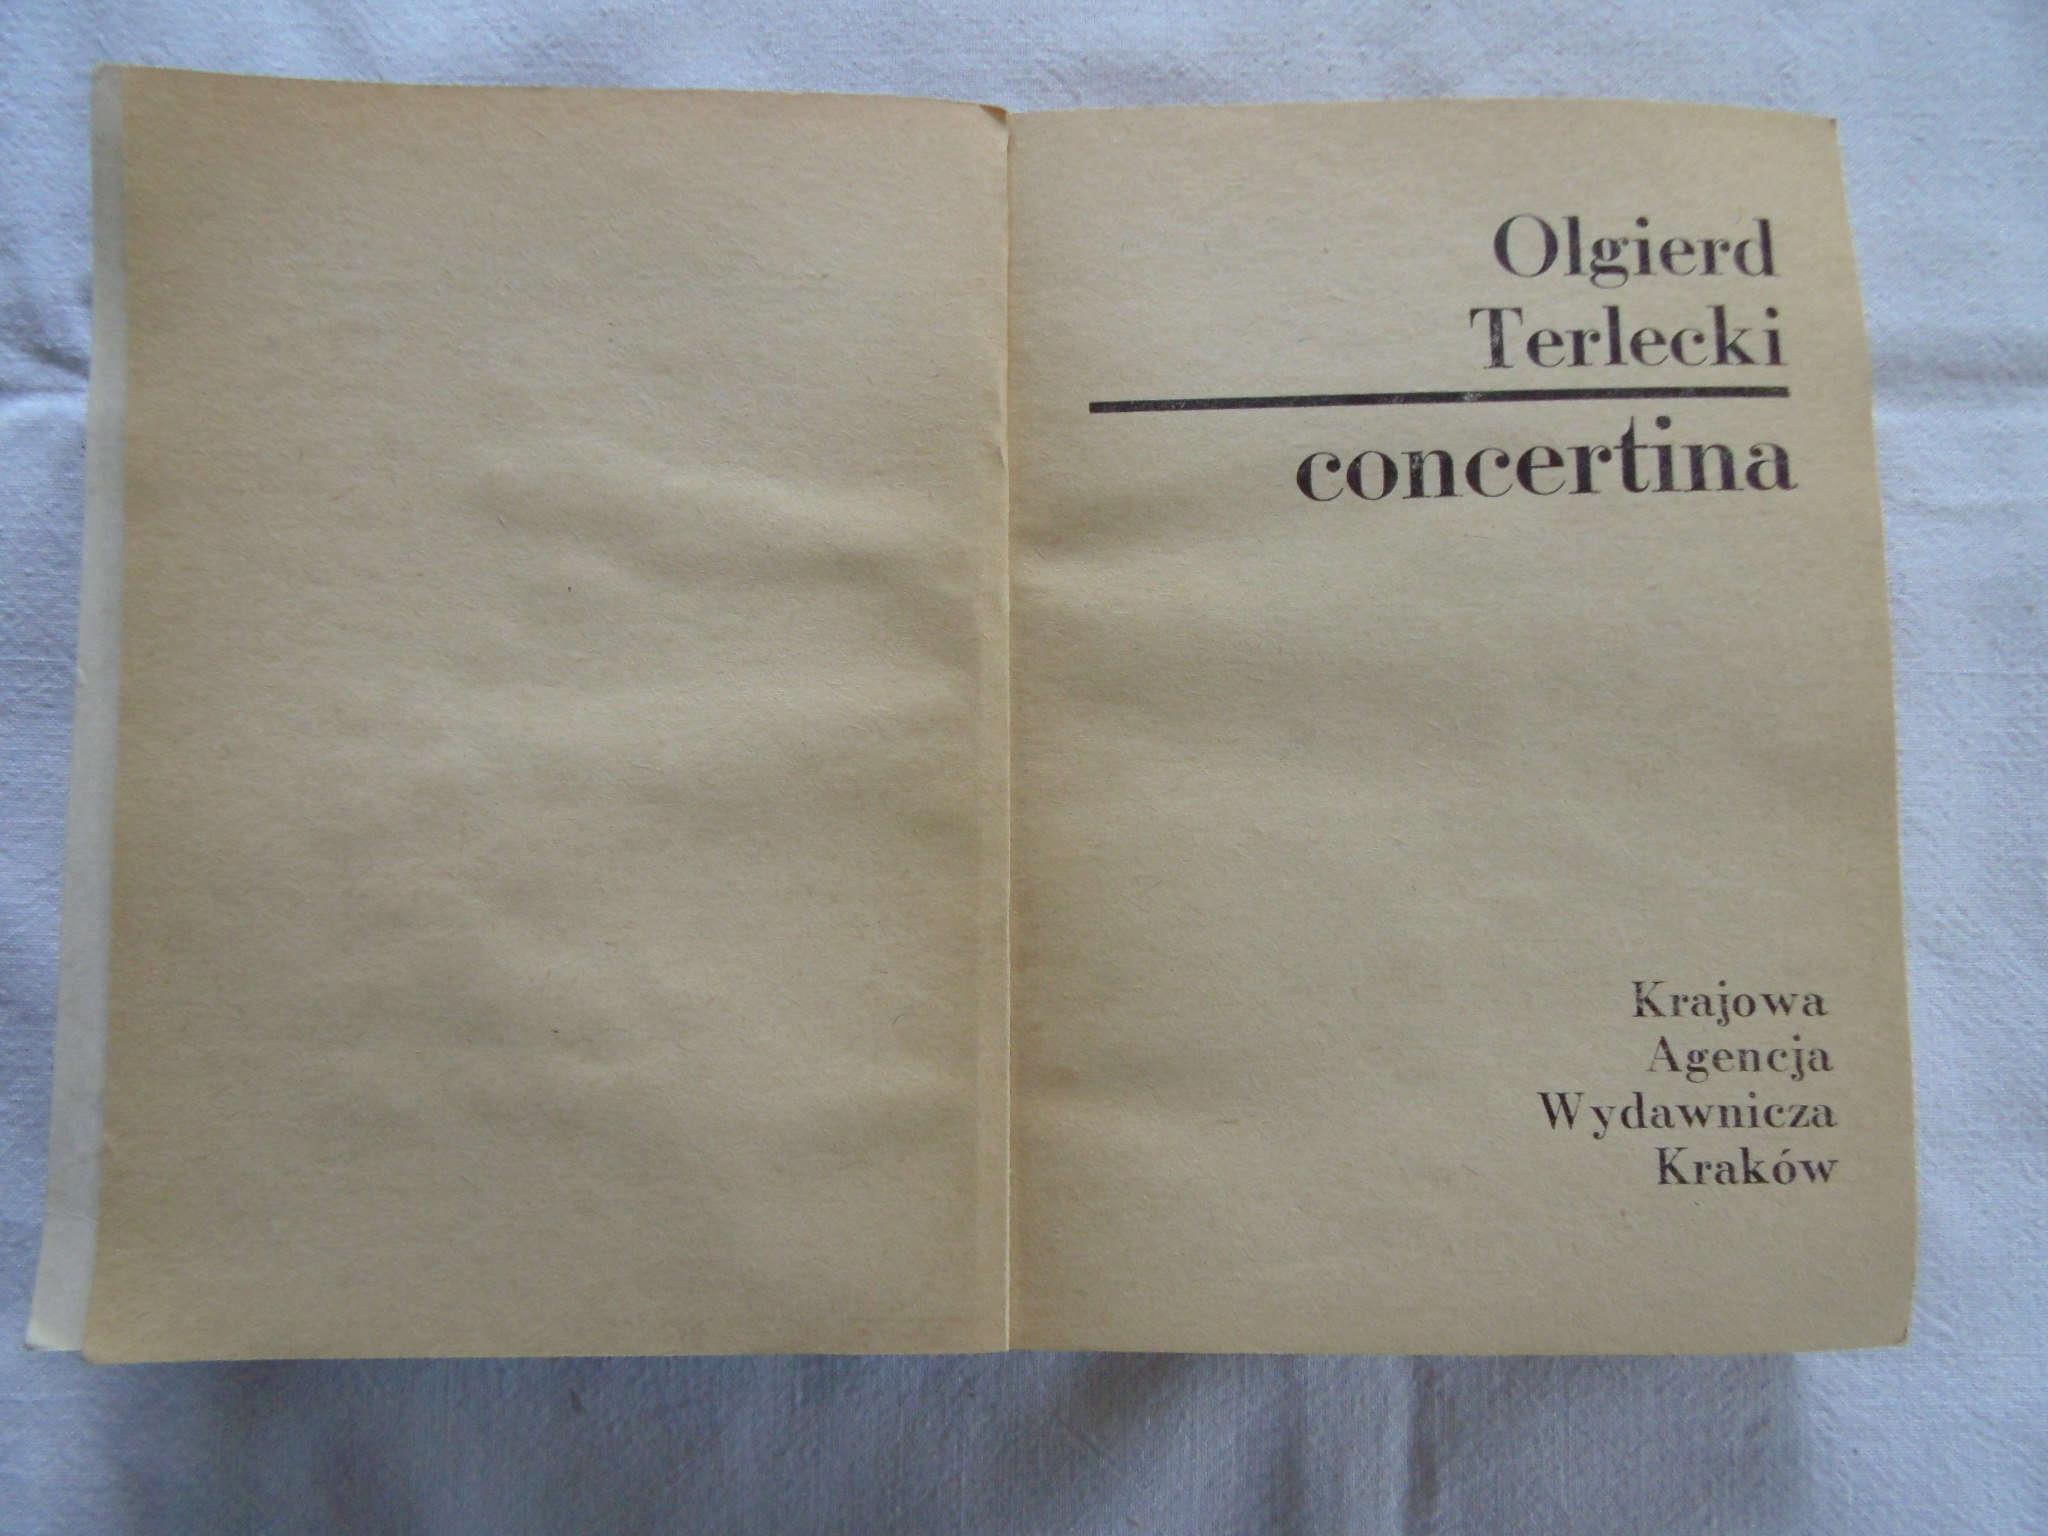 Olgierd
Terlecki
concertina
Krajowa
Agencja
Wydawnicza
Kraków